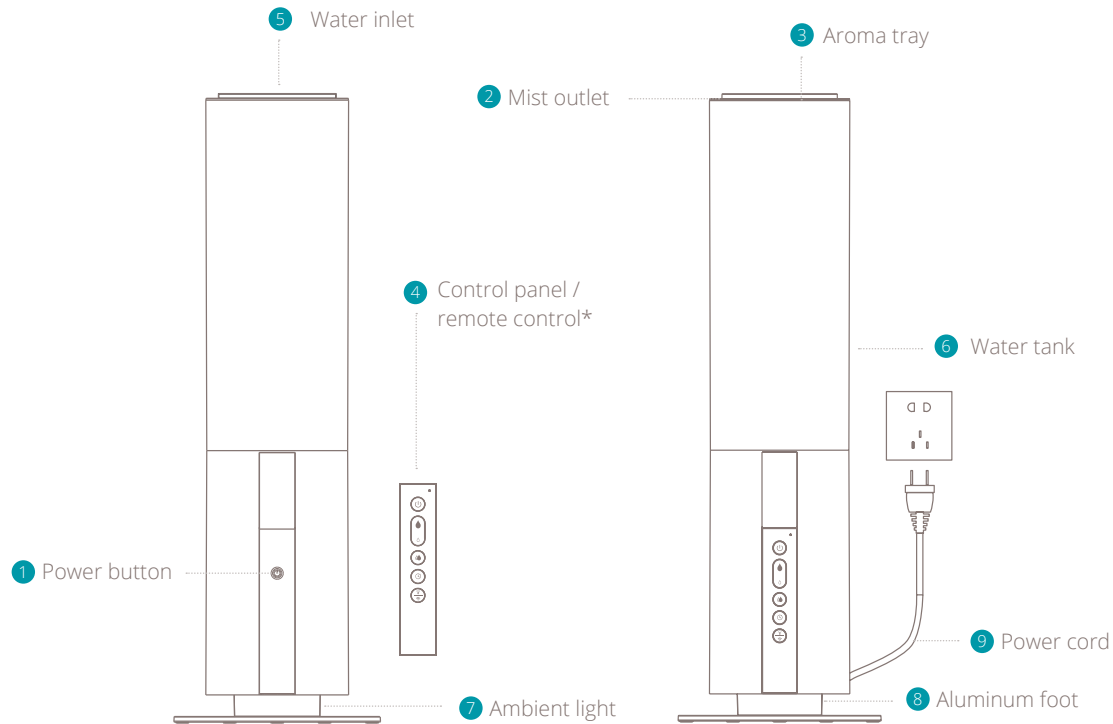 5 Water inlet
3 Aroma tray
2 Mist outlet
4 Control panel /
remote control*
6 Water tank
1 Power button
9 Power cord
7 Ambient light
8 Aluminum foot